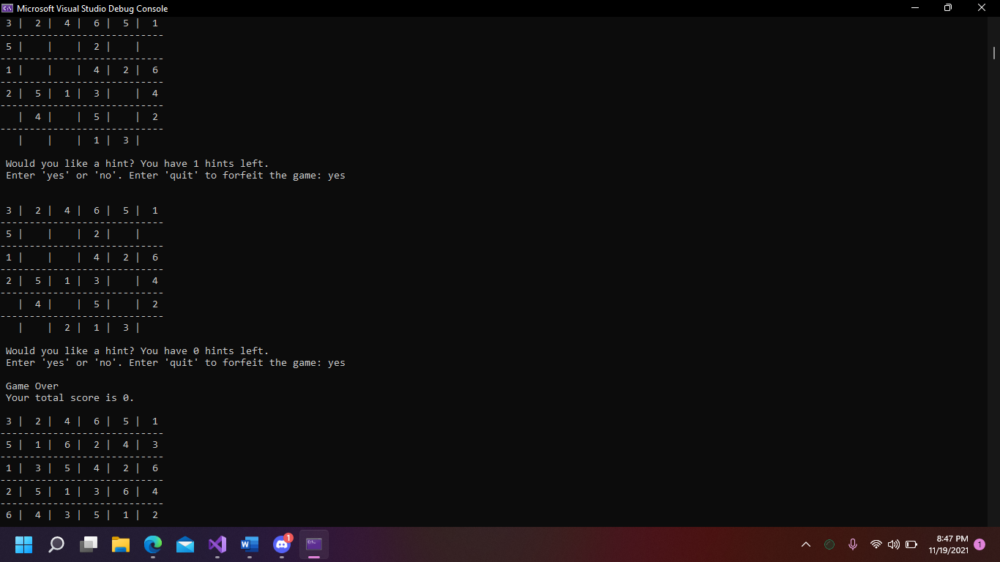 Microsoft Visual Studio Debug Console
3 | 2 | 4 | 6 | 5 | 1
----------------------------
5 | | | 2 | |
----------------------------
1 | | | 4 | 2 | 6
----------------------------
2 | 5 | 1 | 3 | | 4
----------------------------
| 4 | | 5 | | 2
----------------------------
| | | 1 | 3 |
Would you like a hint? You have 1 hints left.
Enter 'yes' or 'no'. Enter 'quit' to forfeit the game: yes
3 | 2 | 4 | 6 | 5 | 1
----------------------------
5 | | | 2 | |
----------------------------
1 | | | 4 | 2 | 6
----------------------------
2 | 5 | 1 | 3 | | 4
----------------------------
| 4 | | 5 | | 2
----------------------------
| | 2 | 1 | 3 |
Would you like a hint? You have 0 hints left.
Enter 'yes' or 'no'. Enter 'quit' to forfeit the game: yes
Game Over
Your total score is 0.
3 | 2 | 4 | 6 | 5 | 1
----------------------------
5 | 1 | 6 | 2 | 4 | 3
----------------------------
1 | 3 | 5 | 4 | 2 | 6
----------------------------
2 | 5 | 1 | 3 | 6 | 4
----------------------------
6 | 4 | 3 | 5 | 1 | 2
1
8:47 PM
11/19/2021
1